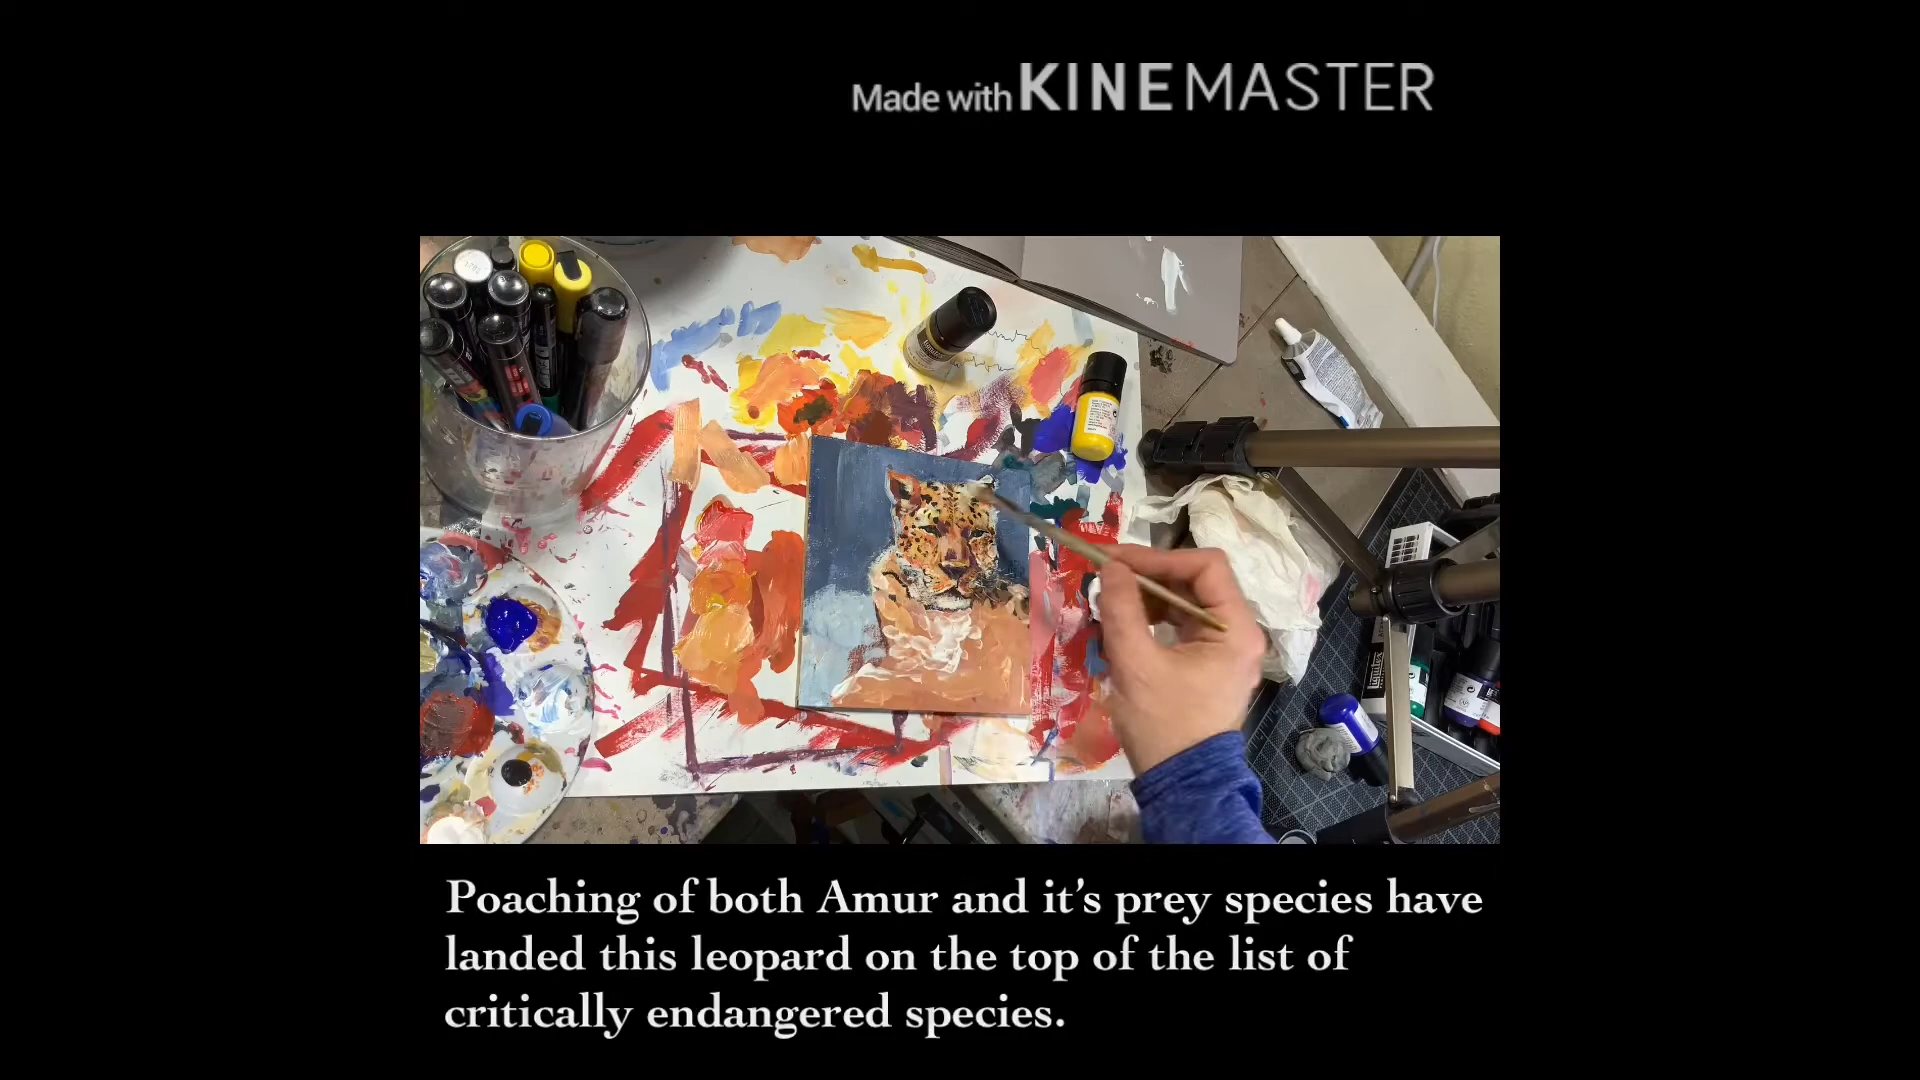 Made with KINEMASTER
Poaching of both Amur and it's prey species have
landed this leopard on the top of the list of
critically endangered species.